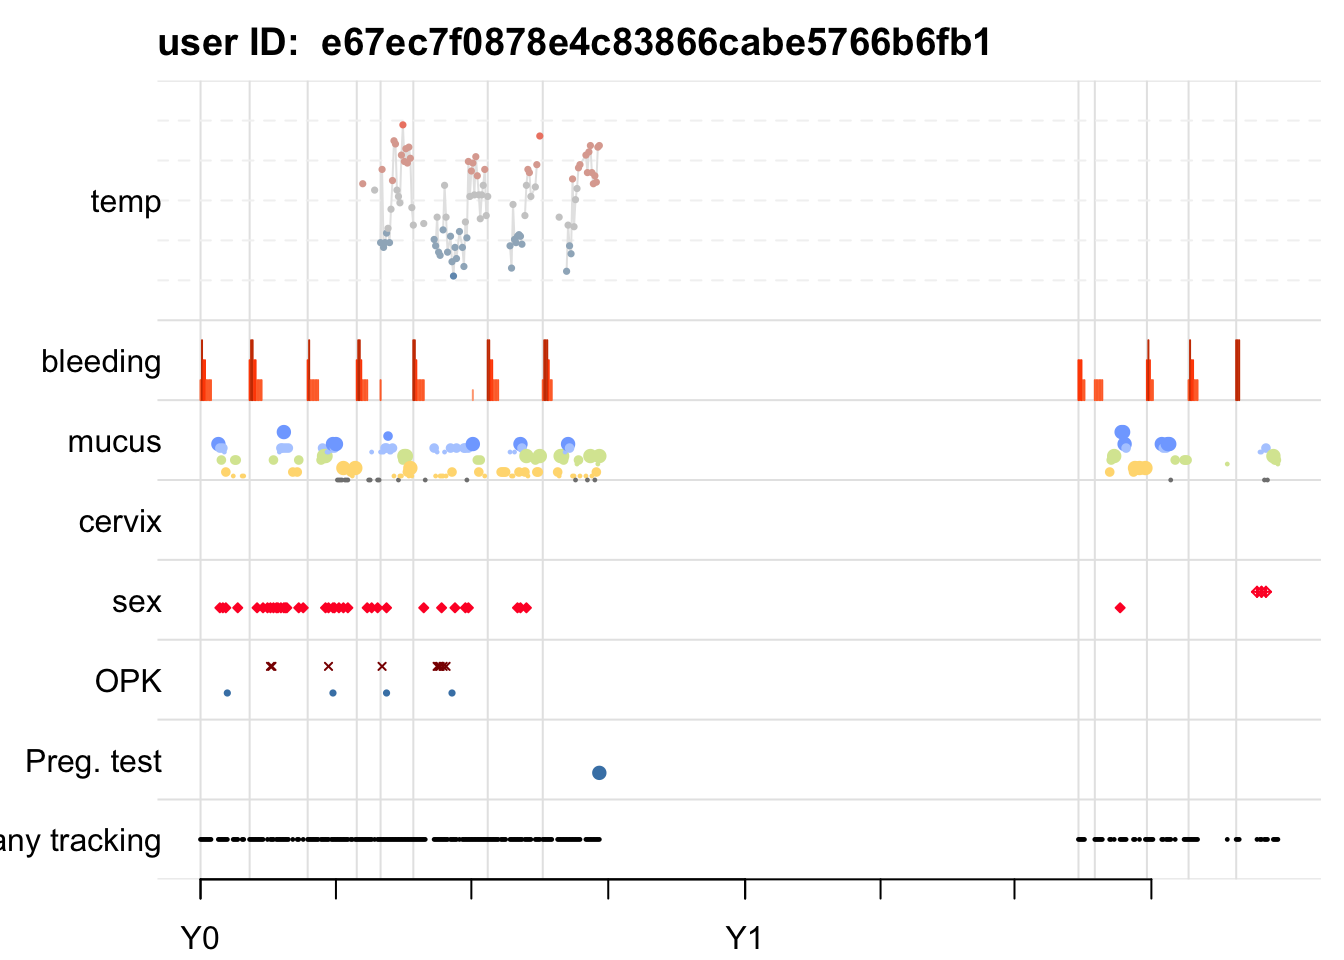 user ID:  e67ec7f0878e4c83866cabe5766b6fb1
temp
bleeding
mucus
cervix
sex
OPK
Preg. test
any tracking
Y0 Y1